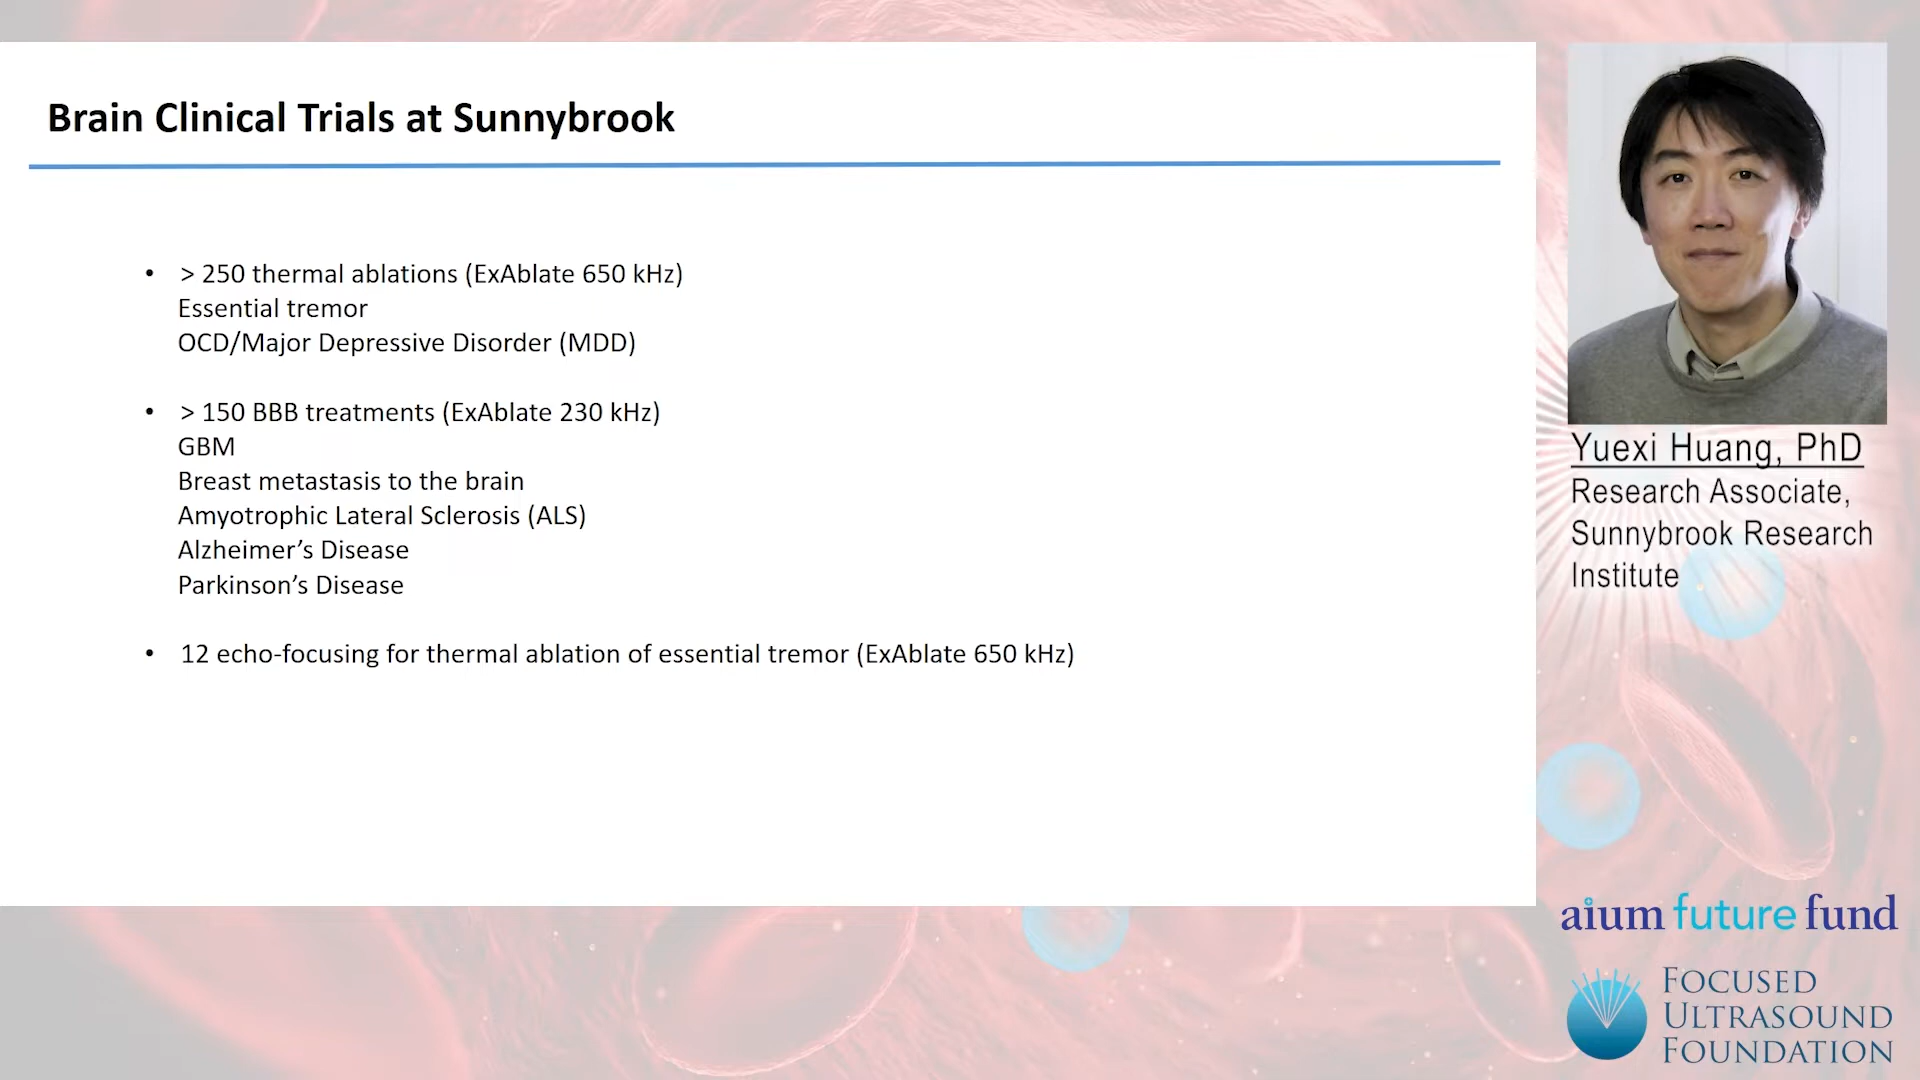 Brain Clinical Trials at Sunnybrook
• > 250 thermal ablations (ExAblate 650 kHz)
Essential tremor
OCD/Major Depressive Disorder (MDD)
• > 150 BBB treatments (ExAblate 230 kHz)
GBM
Breast metastasis to the brain
Amyotrophic Lateral Sclerosis (ALS)
Alzheimer’s Disease
Parkinson’s Disease
• 12 echo-focusing for thermal ablation of essential tremor (ExAblate 650 kHz)
Yuexi Huang, PhD
Research Associate,
Sunnybrook Research
Institute
aium future fund
FOCUSED
ULTRASOUND
FOUNDATION